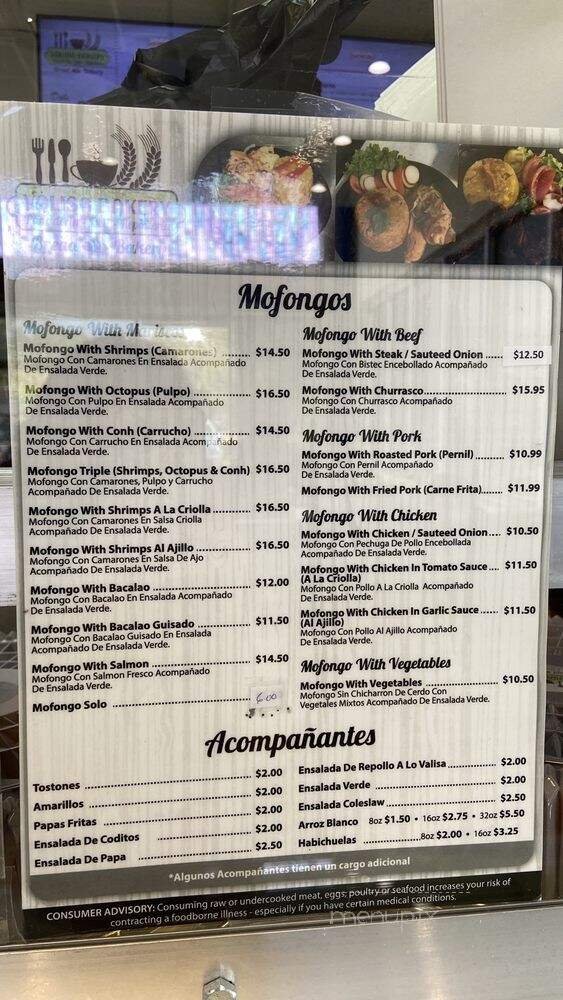 Mofongos
Mofongo With
Mofongo With Shrimps (Camarones) ......... $14.50
Mofongo Con Camarones En Ensalada Acompañado
De Ensalada Verde.
Mofongo With Octopus (Pulpo) ................. $16.50
Mofongo Con Pulpo En Ensalada Acompañado
De Ensalada Verde.
Mofongo With Conh (Carrucho) ................ $14.50
Mofongo Con Carrucho En Ensalada Acompañado
De Ensalada Verde.
Mofongo Triple (Shrimps, Octopus & Conh) $16.50
Mofongo Con Camarones, Pulpo y Carrucho
Acompañado De Ensalada Verde.
Mofongo With Shrimps A La Criolla ........... $16.50
Mofongo Con Camarones En Salsa Criolla
Acompañado De Ensalada Verde.
Mofongo With Shrimps Al Ajillo ................ $16.50
Mofongo Con Camarones En Salsa De Ajo
Acompañado De Ensalada Verde.
Mofongo With Bacalao ............................ $12.00
Mofongo Con Bacalao En Ensalada Acompañado
De Ensalada Verde.
Mofongo With Bacalao Guisado ................ $11.50
Mofongo Con Bacalao Guisado En Ensalada
Acompañado De Ensalada Verde.
Mofongo With Salmon ............................ $14.50
Mofongo Con Salmon Fresco Acompañado
De Ensalada Verde.
Mofongo Solo ..................................... 6.00
Mofongo With Beef
Mofongo With Steak / Sauteed Onion ...... $12.50
Mofongo Con Bistec Encebollado Acompañado
De Ensalada Verde.
Mofongo With Churrasco........................ $15.95
Mofongo Con Churrasco Acompañado
De Ensalada Verde.
Mofongo With Pork
Mofongo With Roasted Pork (Pernil) ......... $10.99
Mofongo Con Pernil Acompañado
De Ensalada Verde.
Mofongo With Fried Pork (Carne Frita)....... $11.99
Mofongo With Chicken
Mofongo With Chicken / Sauteed Onion.... $10.50
Mofongo Con Pechuga De Pollo Encebollada
Acompañado De Ensalada Verde.
Mofongo With Chicken In Tomato Sauce.... $11.50
(A La Criolla)
Mofongo Con Pollo A La Criolla Acompañado
De Ensalada Verde.
Mofongo With Chicken In Garlic Sauce ...... $11.50
(Al Ajillo)
Mofongo Con Pollo Al Ajillo Acompañado
De Ensalada Verde.
Mofongo With Vegetables
Mofongo With Vegetables ...................... $10.50
Mofongo Sin Chicharron De Cerdo Con
Vegetales Mixtos Acompañado De Ensalada Verde.
Acompañantes
Tostones ............................................ $2.00
Amarillos ........................................... $2.00
Papas Fritas ........................................ $2.00
Ensalada De Coditos .......................... $2.00
Ensalada De Papa ............................... $2.50
Ensalada De Repollo A Lo Valisa............. $2.00
Ensalada Verde ................................ $2.00
Ensalada Coleslaw............................. $2.50
Arroz Blanco 8oz $1.50 • 16oz $2.75 • 32oz $5.50
Habichuelas ................8oz $2.00 • 16oz $3.25
*Algunos Acompañantes tienen un cargo adicional
CONSUMER ADVISORY: Consuming raw or undercooked meat, eggs, poultry or seafood increases your risk of
contracting a foodborne illness - especially if you have certain medical conditions.
menupix